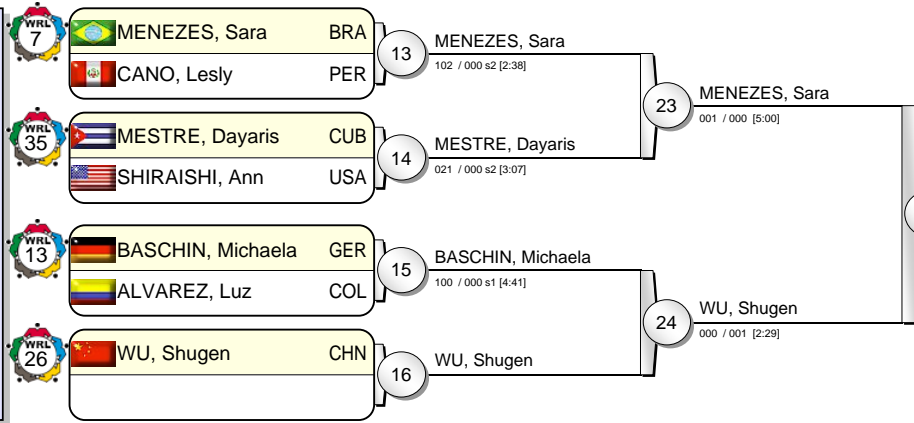 WRL
7
MENEZES, Sara BRA
CANO, Lesly PER
13
MENEZES, Sara
102 / 000 s2 [2:38]
WRL
35
MESTRE, Dayaris CUB
SHIRAISHI, Ann USA
14
MESTRE, Dayaris
021 / 000 s2 [3:07]
23
MENEZES, Sara
001 / 000 [5:00]
WRL
13
BASCHIN, Michaela GER
ALVAREZ, Luz COL
15
BASCHIN, Michaela
100 / 000 s1 [4:41]
WRL
26
WU, Shugen CHN
16
WU, Shugen
24
WU, Shugen
000 / 001 [2:29]